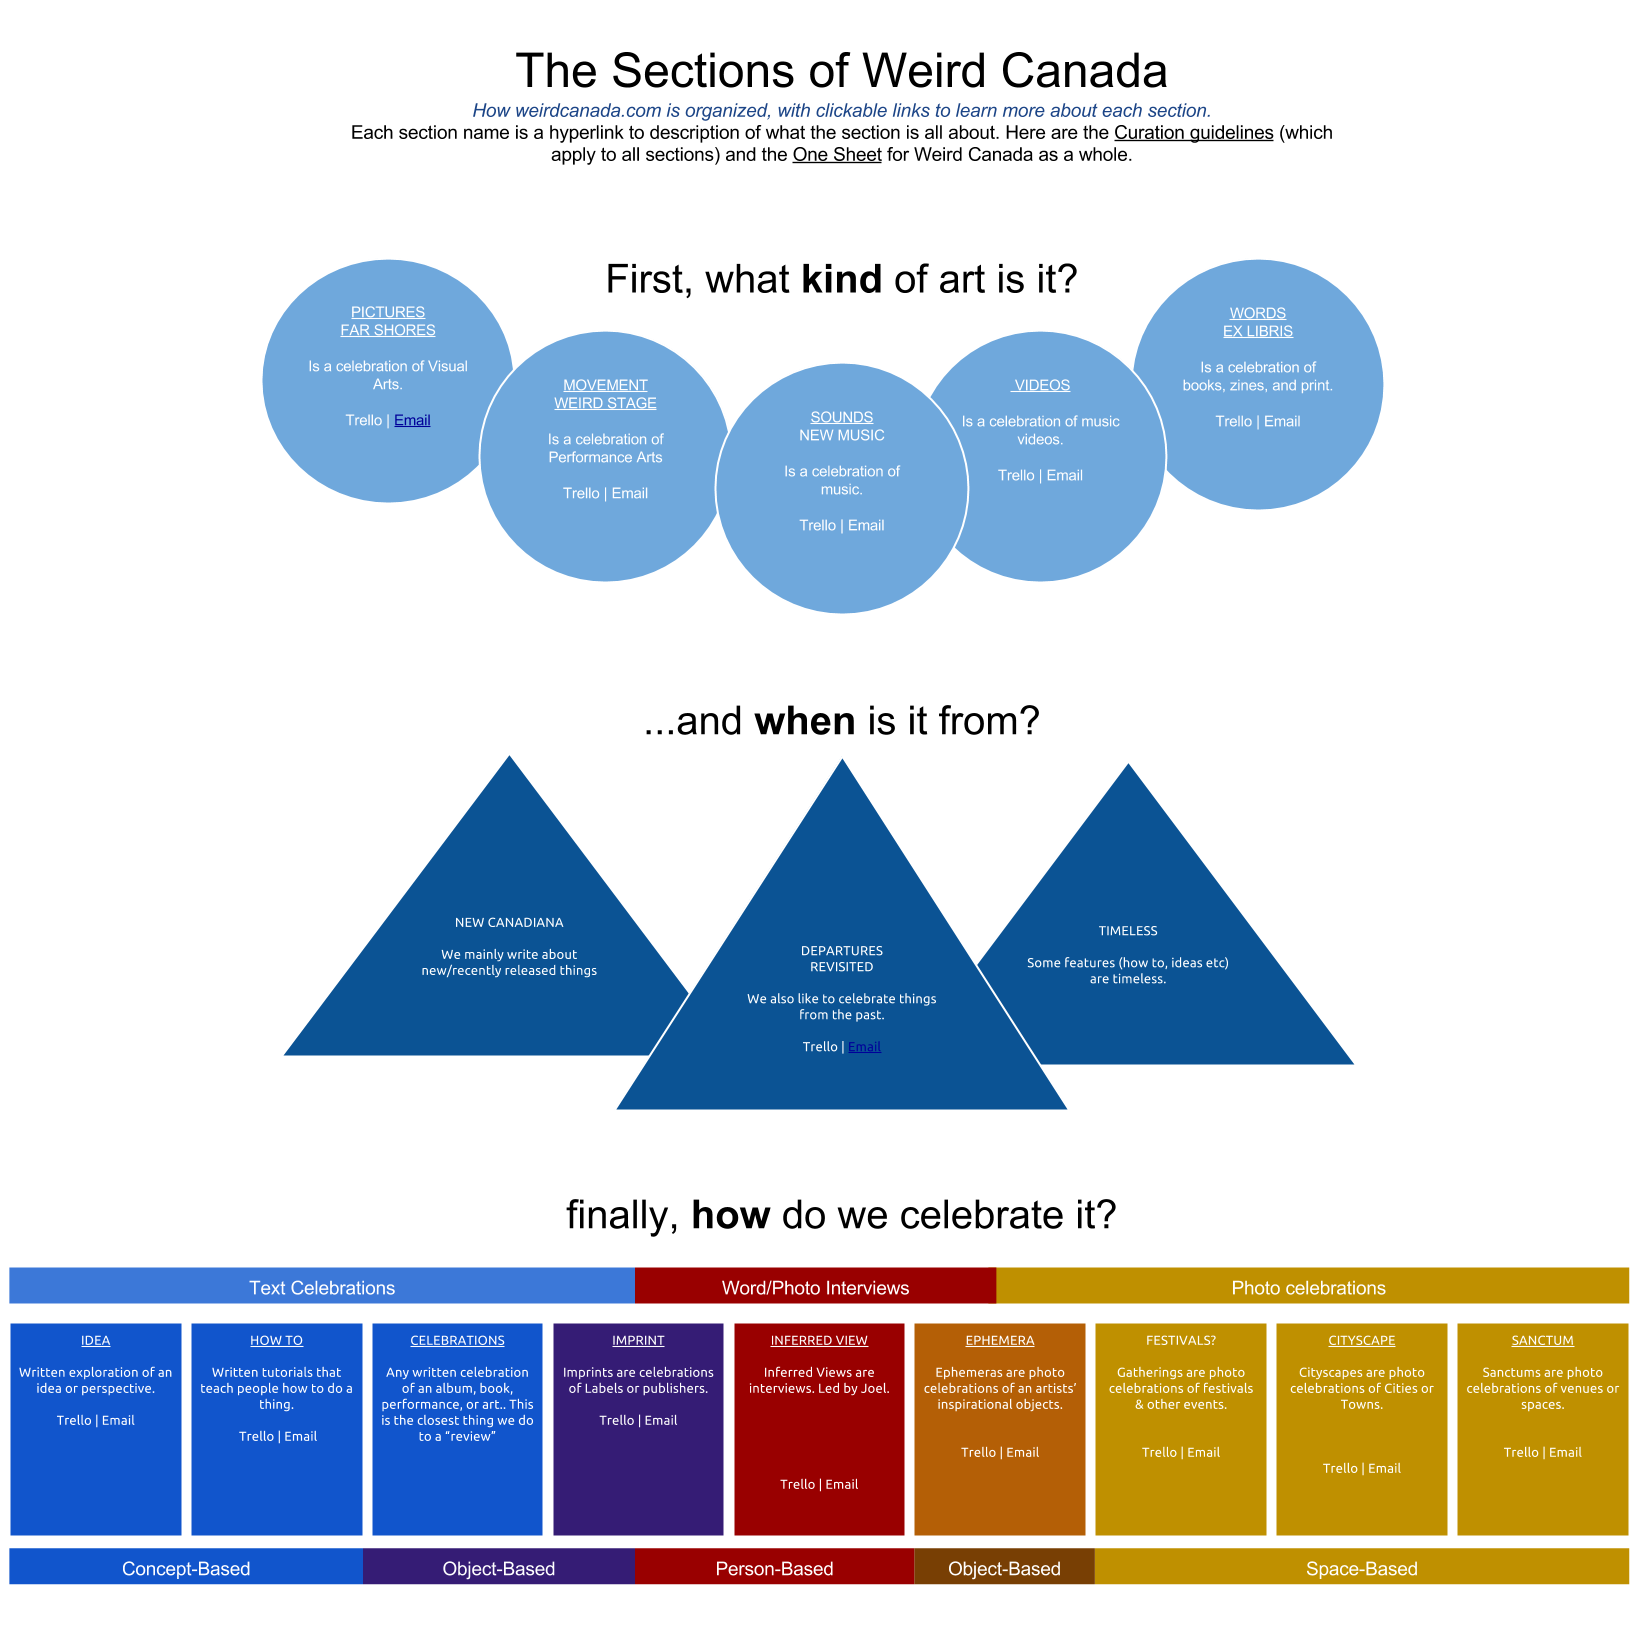 The Sections of Weird Canada
How weirdcanada.com is organized, with clickable links to learn more about each section.
Each section name is a hyperlink to description of what the section is all about. Here are the Curation guidelines (which
apply to all sections) and the One Sheet for Weird Canada as a whole.
First, what kind of art is it?
PICTURES
FAR SHORES
Is a celebration of Visual
Arts.
Trello | Email
MOVEMENT
WEIRD STAGE
Is a celebration of
Performance Arts
Trello | Email
SOUNDS
NEW MUSIC
Is a celebration of
music.
Trello | Email
VIDEOS
Is a celebration of music
videos.
Trello | Email
WORDS
EX LIBRIS
Is a celebration of
books, zines, and print.
Trello | Email
...and when is it from?
NEW CANADIANA
We mainly write about
new/recently released things
DEPARTURES
REVISITED
We also like to celebrate things
from the past.
Trello | Email
TIMELESS
Some features (how to, ideas etc)
are timeless.
finally, how do we celebrate it?
Text Celebrations
Word/Photo Interviews
Photo celebrations
IDEA
Written exploration of an
idea or perspective.
Trello | Email
HOW TO
Written tutorials that
teach people how to do a
thing.
Trello | Email
CELEBRATIONS
Any written celebration
of an album, book,
performance, or art.. This
is the closest thing we do
to a “review”
IMPRINT
Imprints are celebrations
of Labels or publishers.
Trello | Email
INFERRED VIEW
Inferred Views are
interviews. Led by Joel.
Trello | Email
EPHEMERA
Ephemeras are photo
celebrations of an artists’
inspirational objects.
Trello | Email
FESTIVALS?
Gatherings are photo
celebrations of festivals
& other events.
Trello | Email
CITYSCAPE
Cityscapes are photo
celebrations of Cities or
Towns.
Trello | Email
SANCTUM
Sanctums are photo
celebrations of venues or
spaces.
Trello | Email
Concept-Based
Object-Based
Person-Based
Object-Based
Space-Based